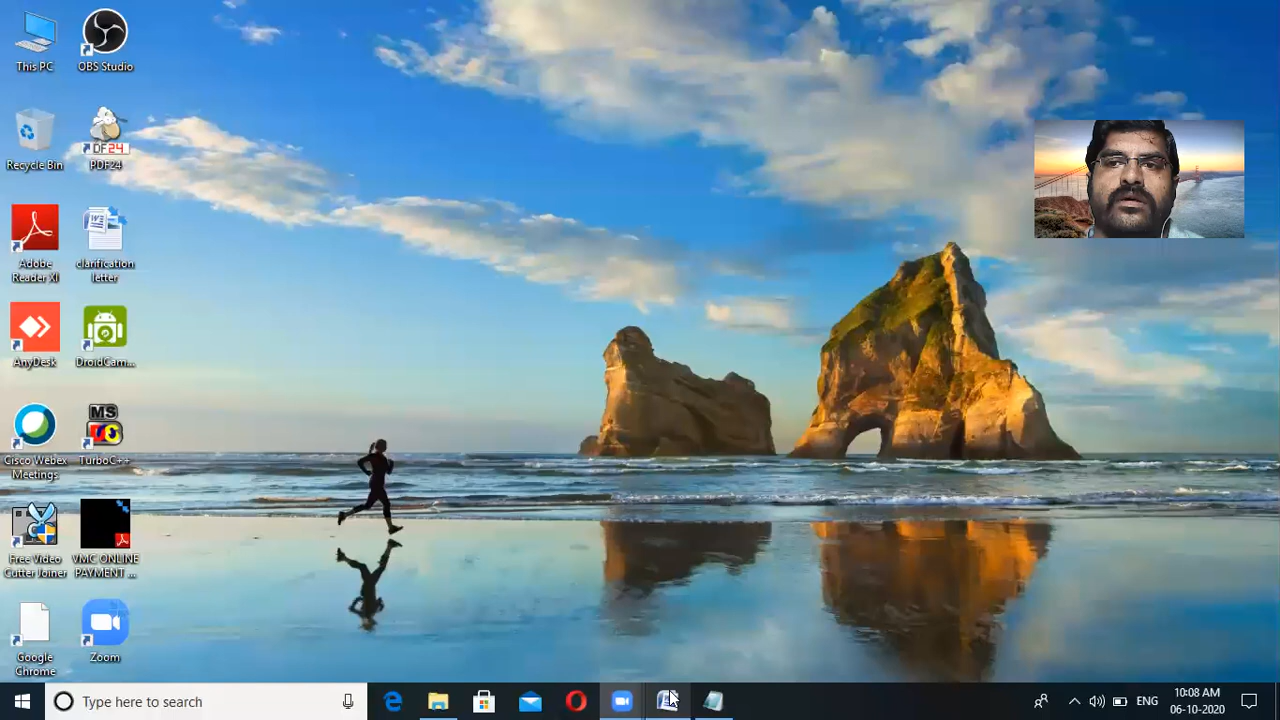 This PC
OBS Studio
Recycle Bin
DF24
PDF24
Adobe
Reader XI
clarification
letter
AnyDesk
DroidCam...
Cisco Webex
Meetings
MS
TurboC++
Free Video
Cutter Joiner
VMC ONLINE
PAYMENT ...
Google
Chrome
Zoom
Type here to search
ENG
10:08 AM
06-10-2020